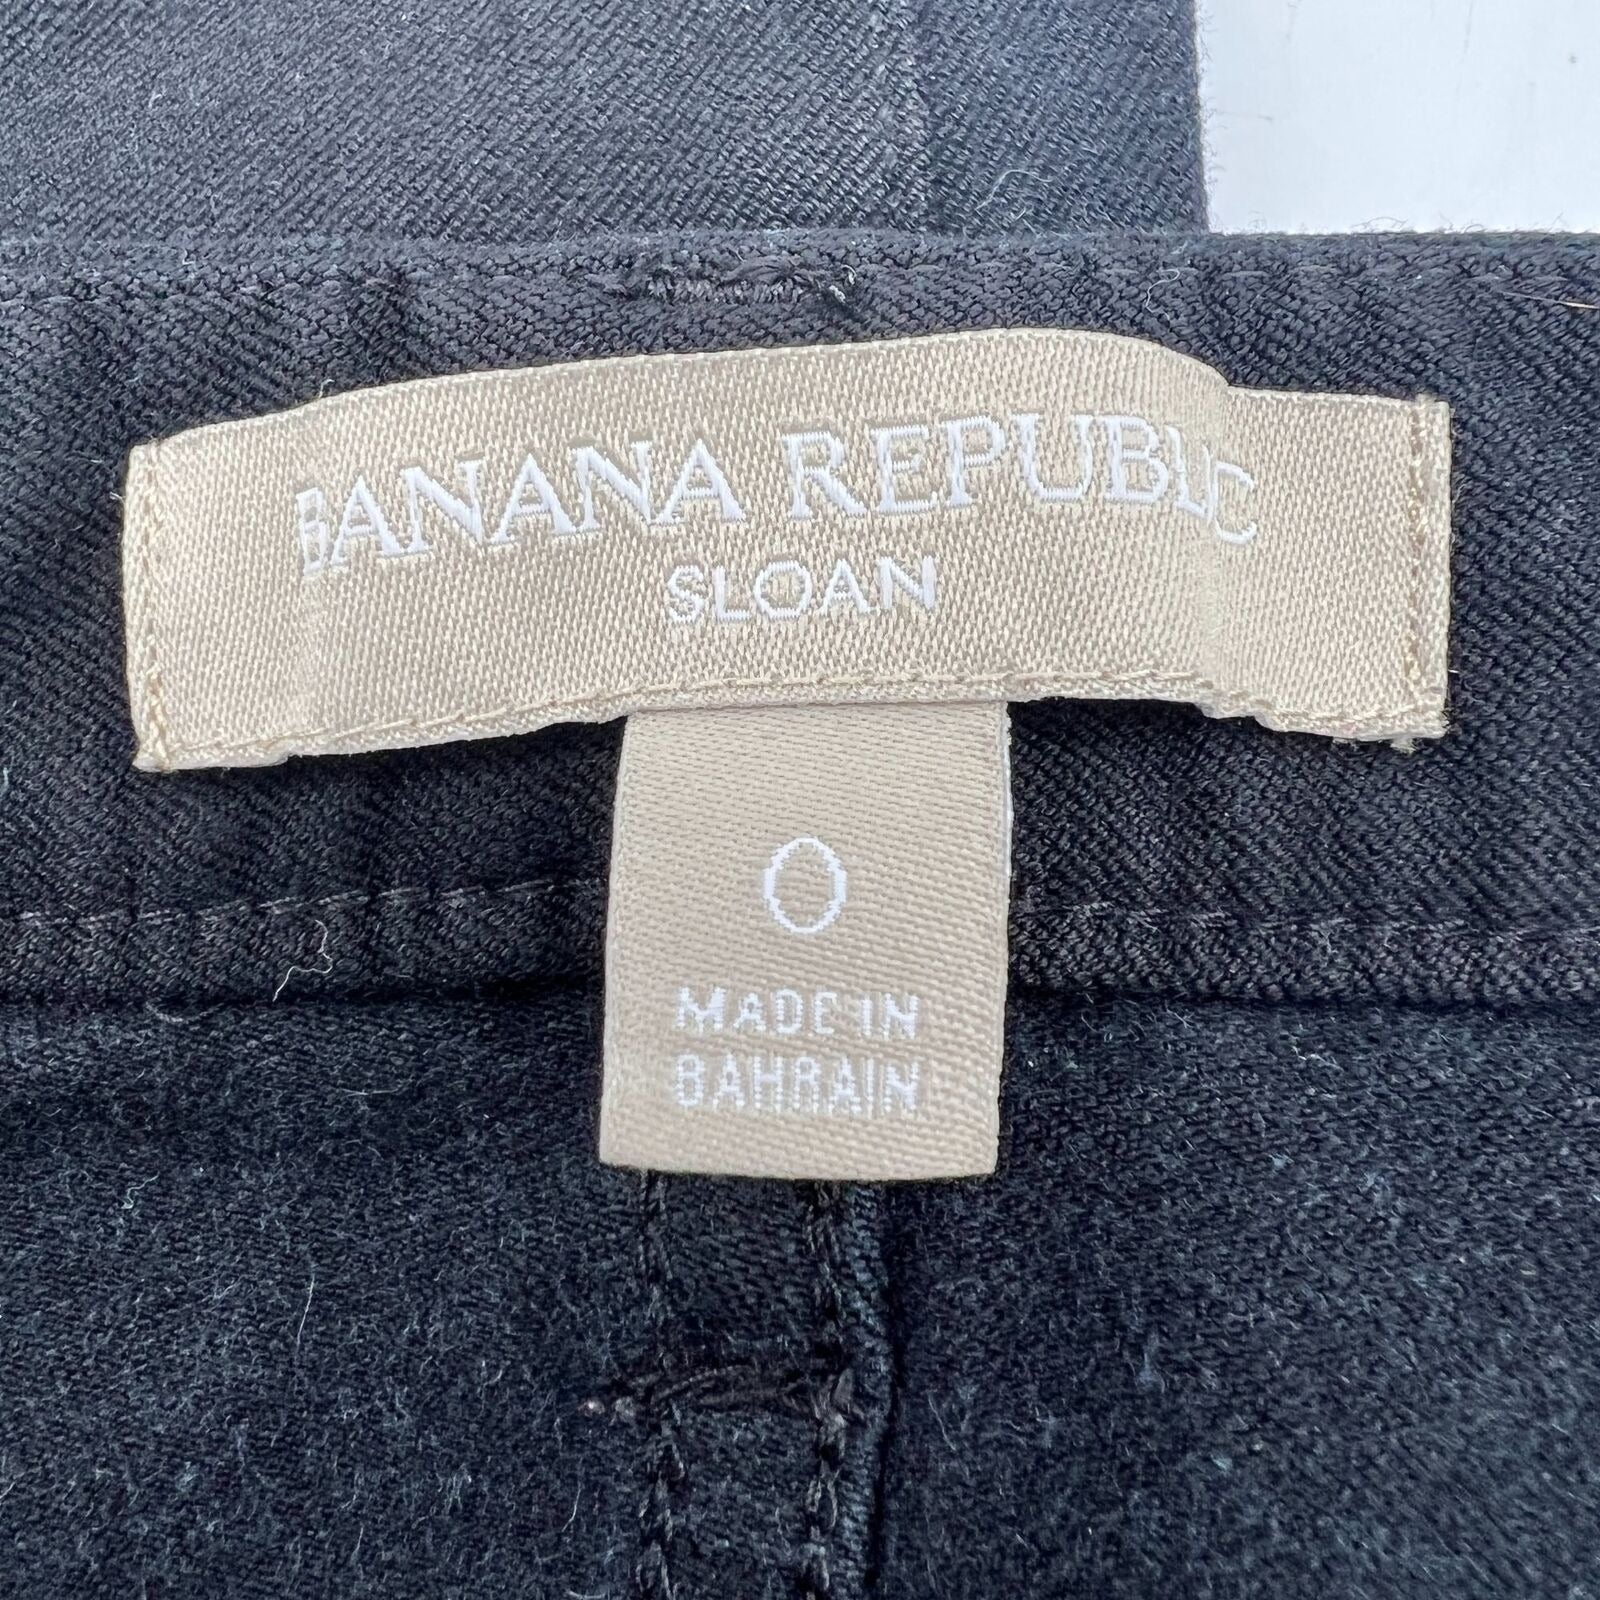 BANANA REPUBLIC
SLOAN
0
MADE IN
BAHRAIN